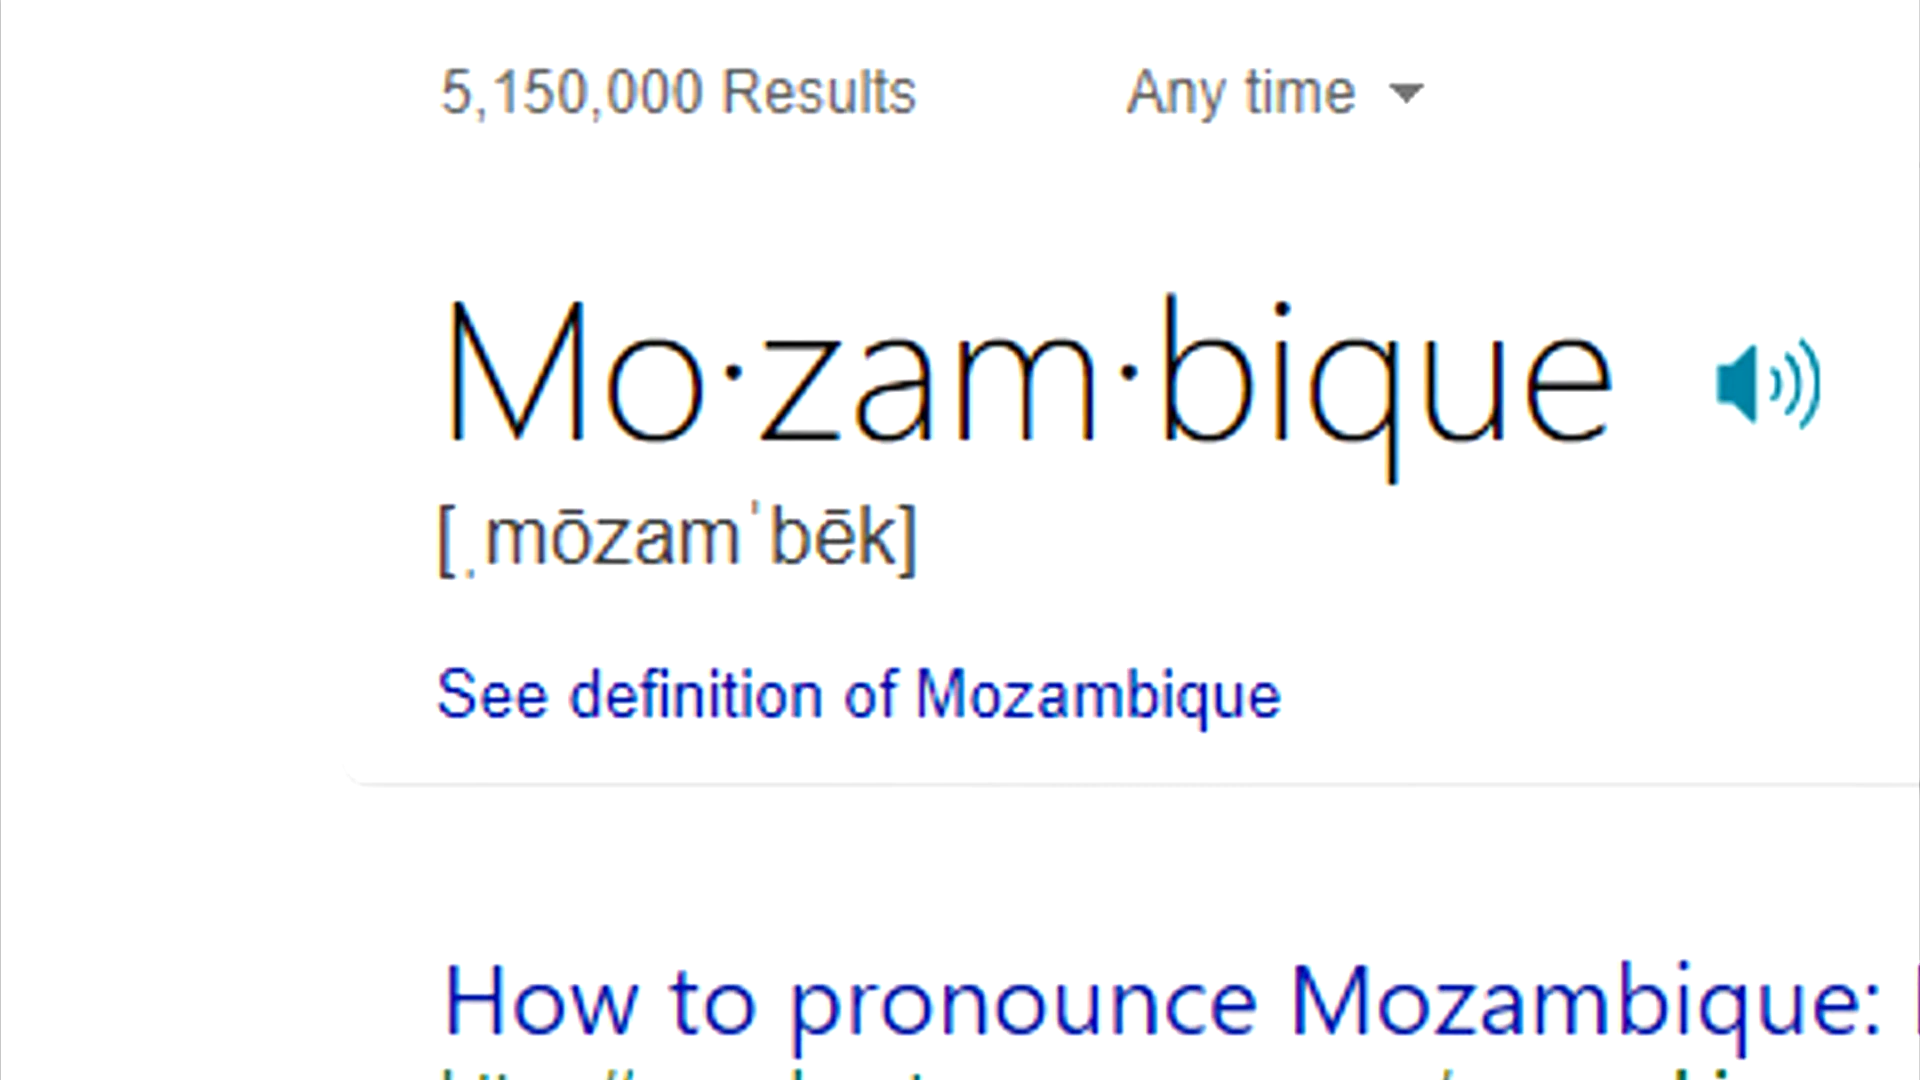 5,150,000 Results Any time
Mo·zam·bique
[ˌmōzamˈbēk]
See definition of Mozambique
How to pronounce Mozambique: